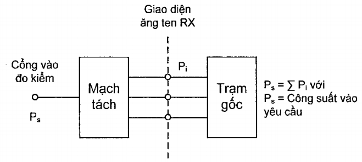 Giao diện
ăng ten RX
Cổng vào
đo kiểm
Pₛ
Mạch
tách
Pᵢ
Trạm
gốc
Pₛ = ∑ Pᵢ với
Pₛ = Công suất vào
yêu cầu